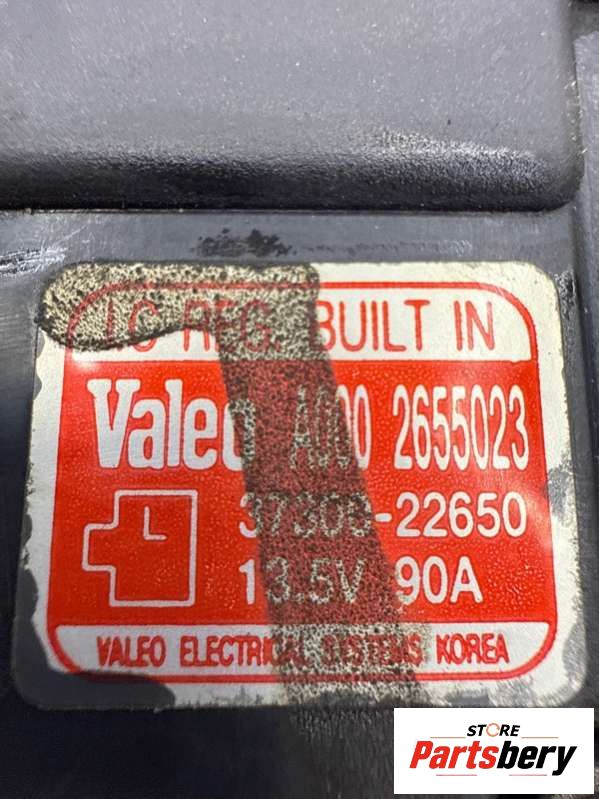 I.C REG. BUILT IN
Valeo A000 2655023
37300-22650
13.5V 90A
VALEO ELECTRICAL SYSTEMS KOREA
STORE
Partsbery